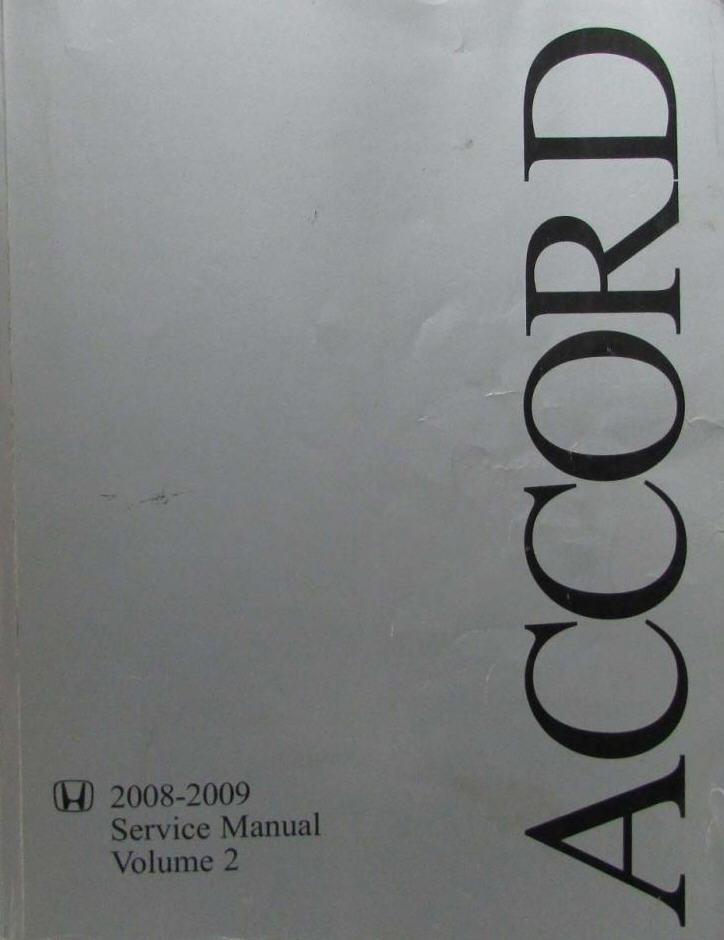 ACCORD
2008-2009
Service Manual
Volume 2